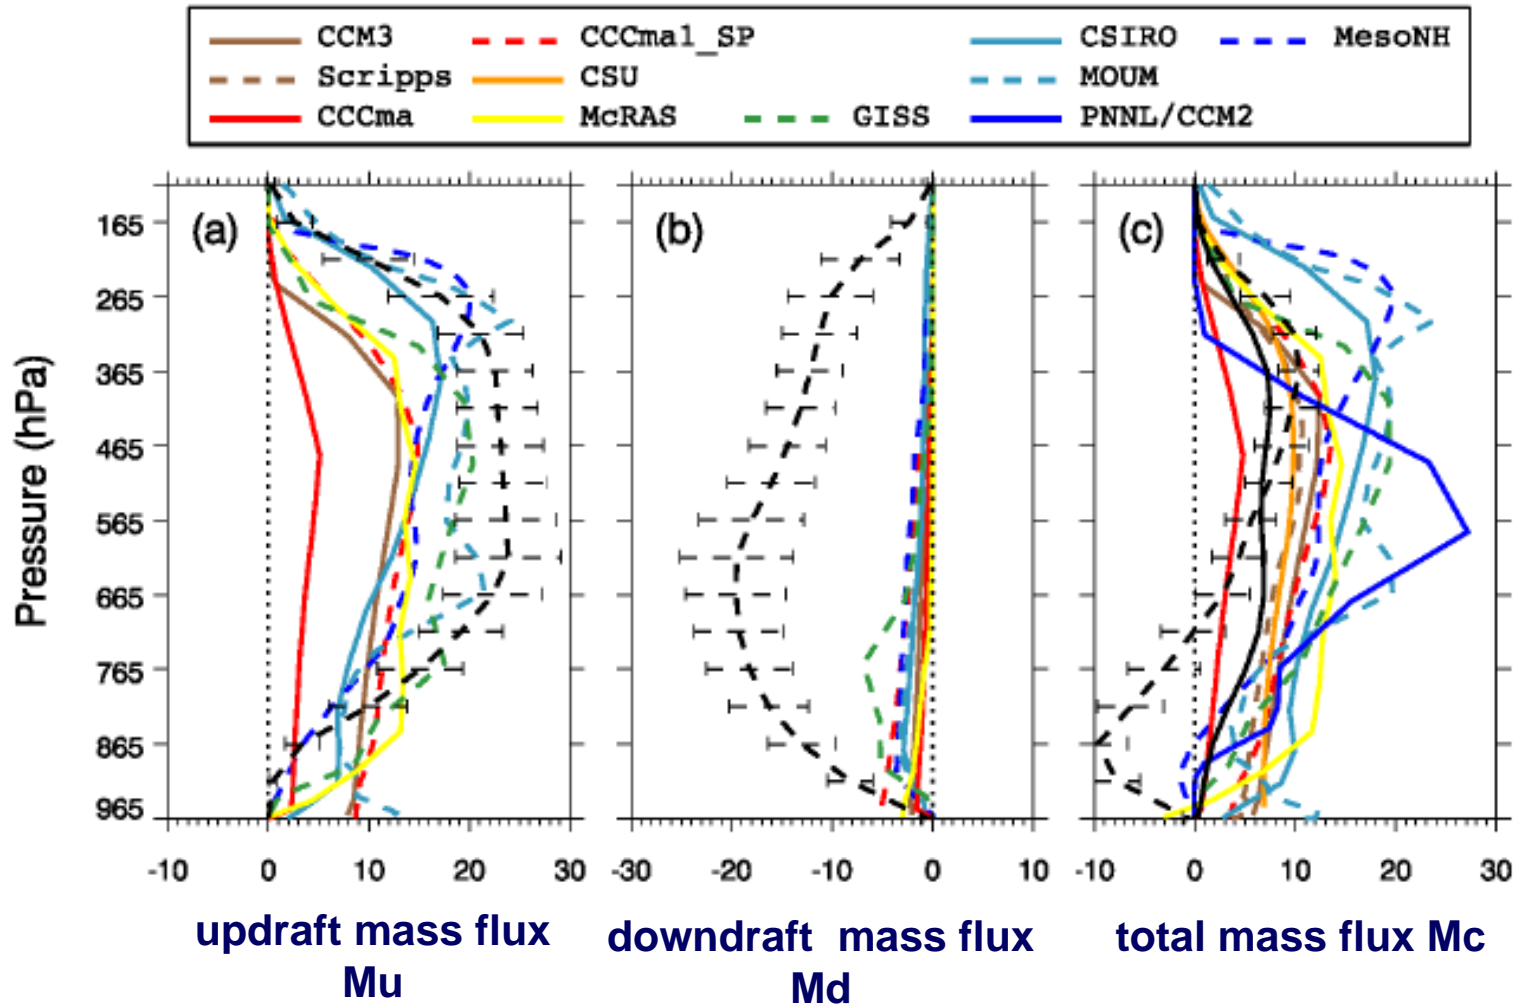 CCM3 CCCma1_SP CSIRO MesoNH
Scripps CSU MOUM
CCCma McRAS GISS PNNL/CCM2
(a) (b) (c)
165
265
365
465
565
665
765
865
965
Pressure (hPa)
-10 0 10 20 30 -30 -20 -10 0 10 -10 0 10 20 30
updraft mass flux
Mu
downdraft mass flux
Md
total mass flux Mc